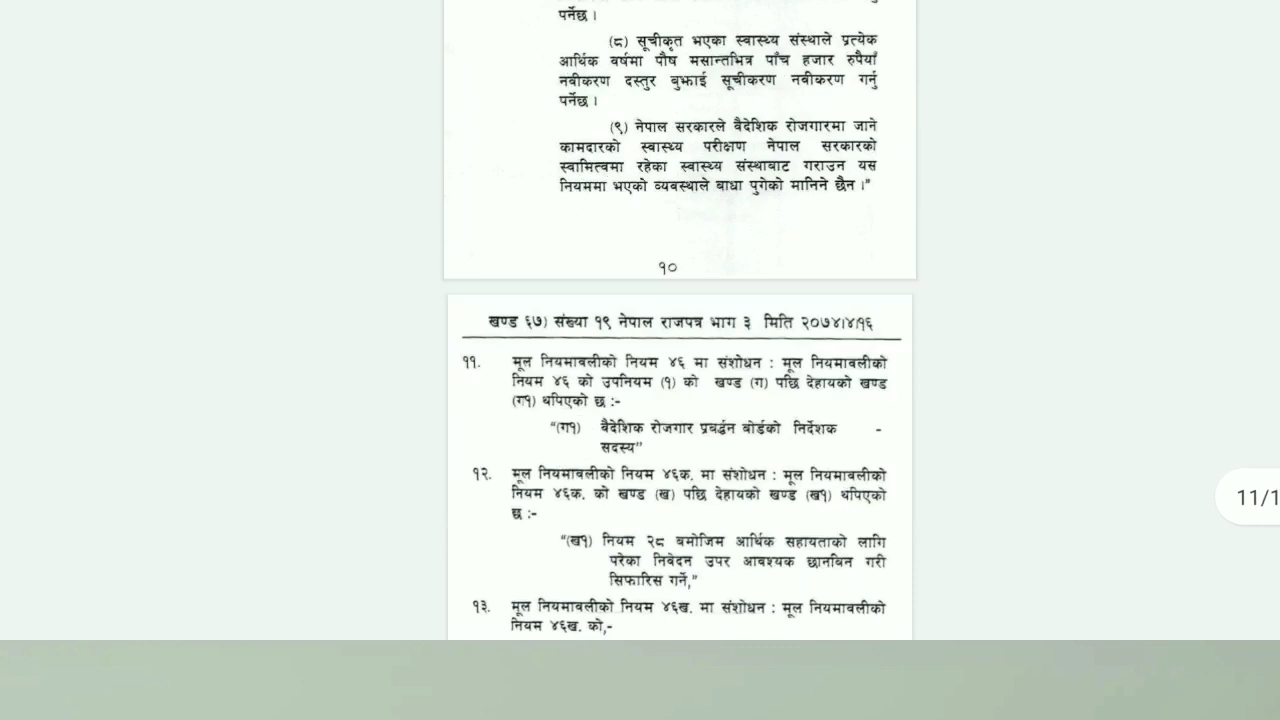 पर्नेछ ।
(८) सूचीकृत भएका स्वास्थ्य संस्थाले प्रत्येक
आर्थिक वर्षमा पौष मसान्तभित्र पाँच हजार रुपैयाँ
नवीकरण दस्तुर बुझाई सूचीकरण नवीकरण गर्नु
पर्नेछ ।
(९) नेपाल सरकारले वैदेशिक रोजगारमा जाने
कामदारको स्वास्थ्य परीक्षण नेपाल सरकारको
स्वामित्वमा रहेका स्वास्थ्य संस्थाबाट गराउन यस
नियममा भएको व्यवस्थाले बाधा पुगेको मानिने छैन ।”
१०
खण्ड ६७) संख्या १९ नेपाल राजपत्र भाग ३ मिति २०७४।४।१६
११. मूल नियमावलीको नियम ४६ मा संशोधन : मूल नियमावलीको
नियम ४६ को उपनियम (१) को खण्ड (ग) पछि देहायको खण्ड
(ग१) थपिएको छ :-
“(ग१) वैदेशिक रोजगार प्रबर्द्धन बोर्डको निर्देशक -
सदस्य”
१२. मूल नियमावलीको नियम ४६क. मा संशोधन : मूल नियमावलीको
नियम ४६क. को खण्ड (ख) पछि देहायको खण्ड (ख१) थपिएको
छ :-
“(ख१) नियम २८ बमोजिम आर्थिक सहायताको लागि
परेका निवेदन उपर आवश्यक छानबिन गरी
सिफारिस गर्ने,”
१३. मूल नियमावलीको नियम ४६ख. मा संशोधन : मूल नियमावलीको
नियम ४६ख. को,-
11/1